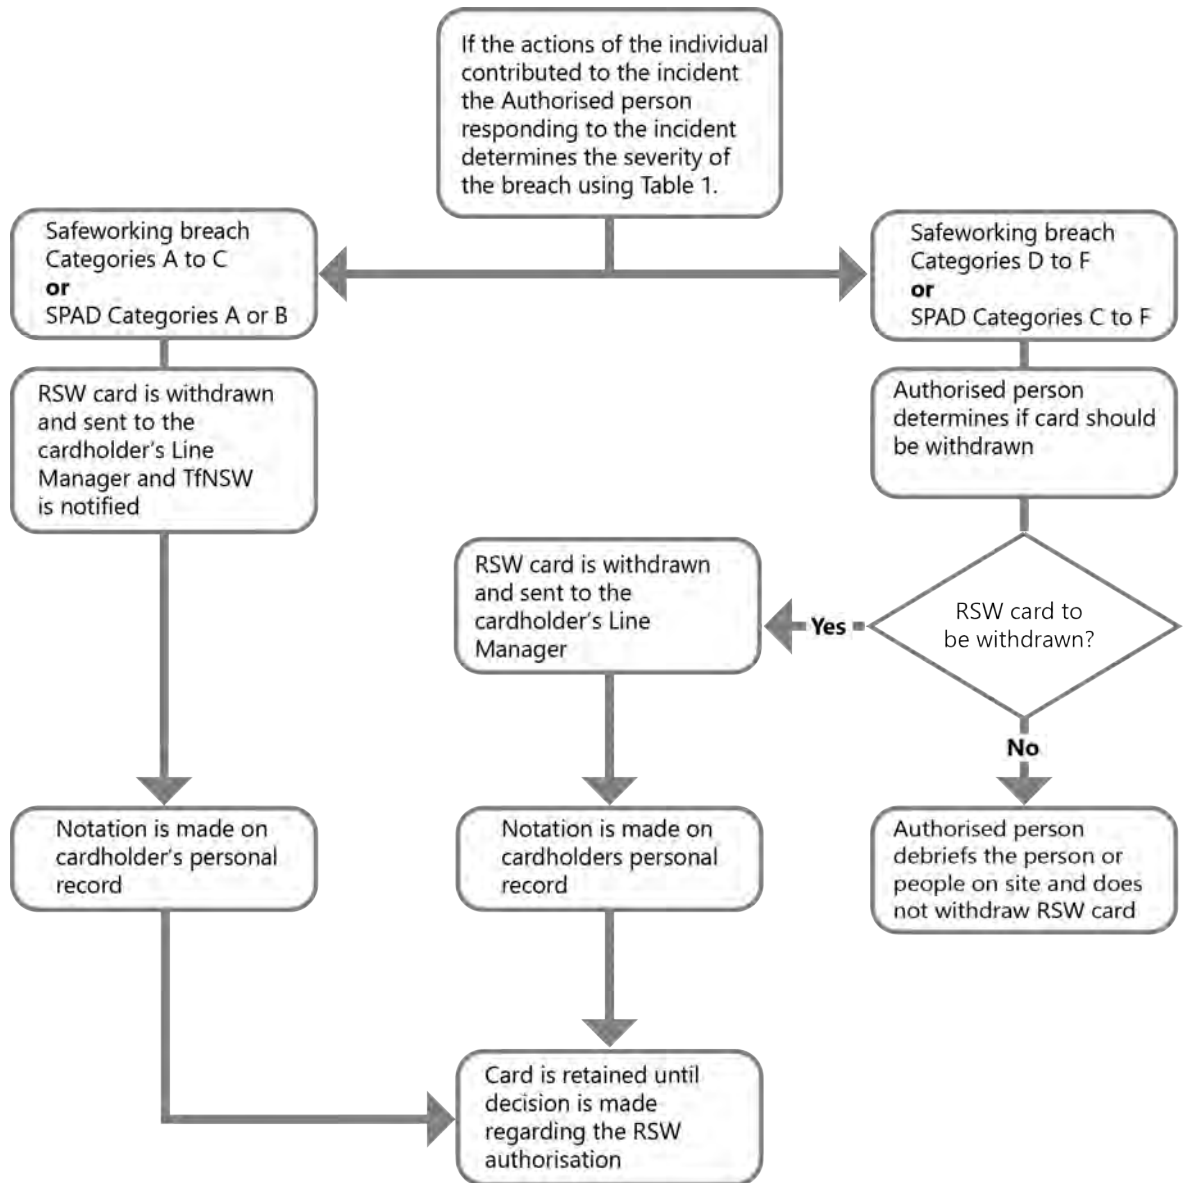 If the actions of the individual
contributed to the incident
the Authorised person
responding to the incident
determines the severity of
the breach using Table 1.
Safeworking breach
Categories A to C
or
SPAD Categories A or B
Safeworking breach
Categories D to F
or
SPAD Categories C to F
RSW card is withdrawn
and sent to the
cardholder's Line
Manager and TfNSW
is notified
Authorised person
determines if card should
be withdrawn
RSW card is withdrawn
and sent to the
cardholder's Line
Manager
Yes
RSW card to
be withdrawn?
No
Notation is made on
cardholder's personal
record
Notation is made on
cardholders personal
record
Authorised person
debriefs the person or
people on site and does
not withdraw RSW card
Card is retained until
decision is made
regarding the RSW
authorisation